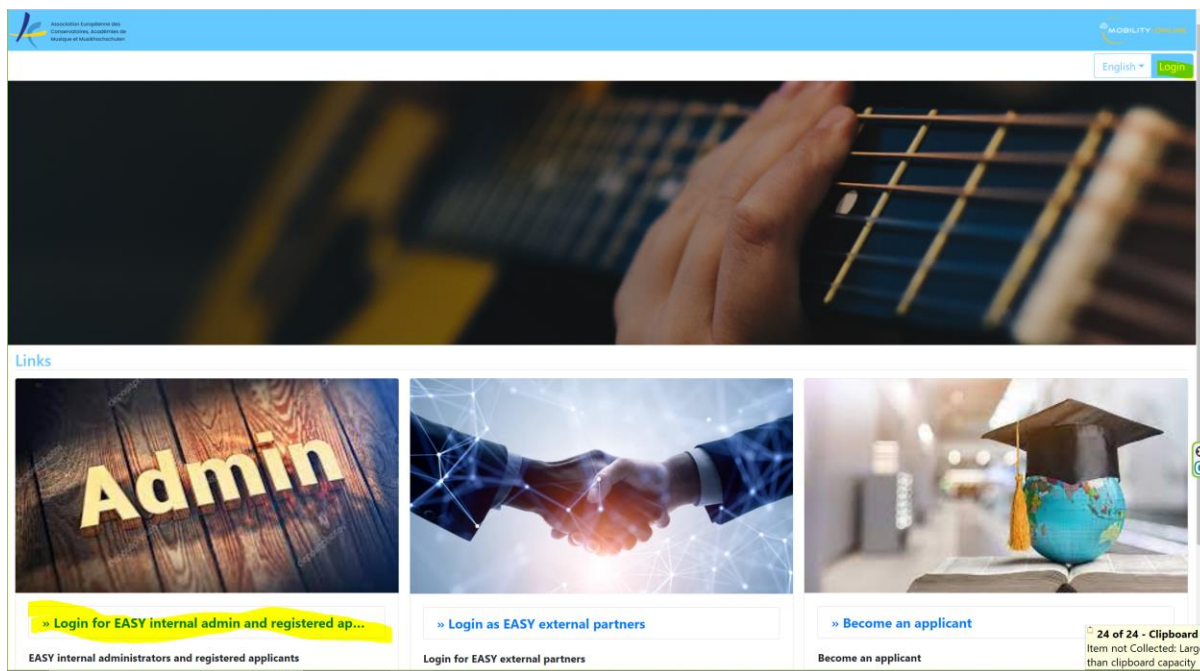 Association Européenne des
Conservatoires, Académies de
Musique et Musikhochschulen
MOBILITY-ONLINE
English
Login
Links
Admin
» Login for EASY internal admin and registered ap...
EASY internal administrators and registered applicants
» Login as EASY external partners
Login for EASY external partners
» Become an applicant
Become an applicant
24 of 24 - Clipboard
Item not Collected: Larg
than clipboard capacity